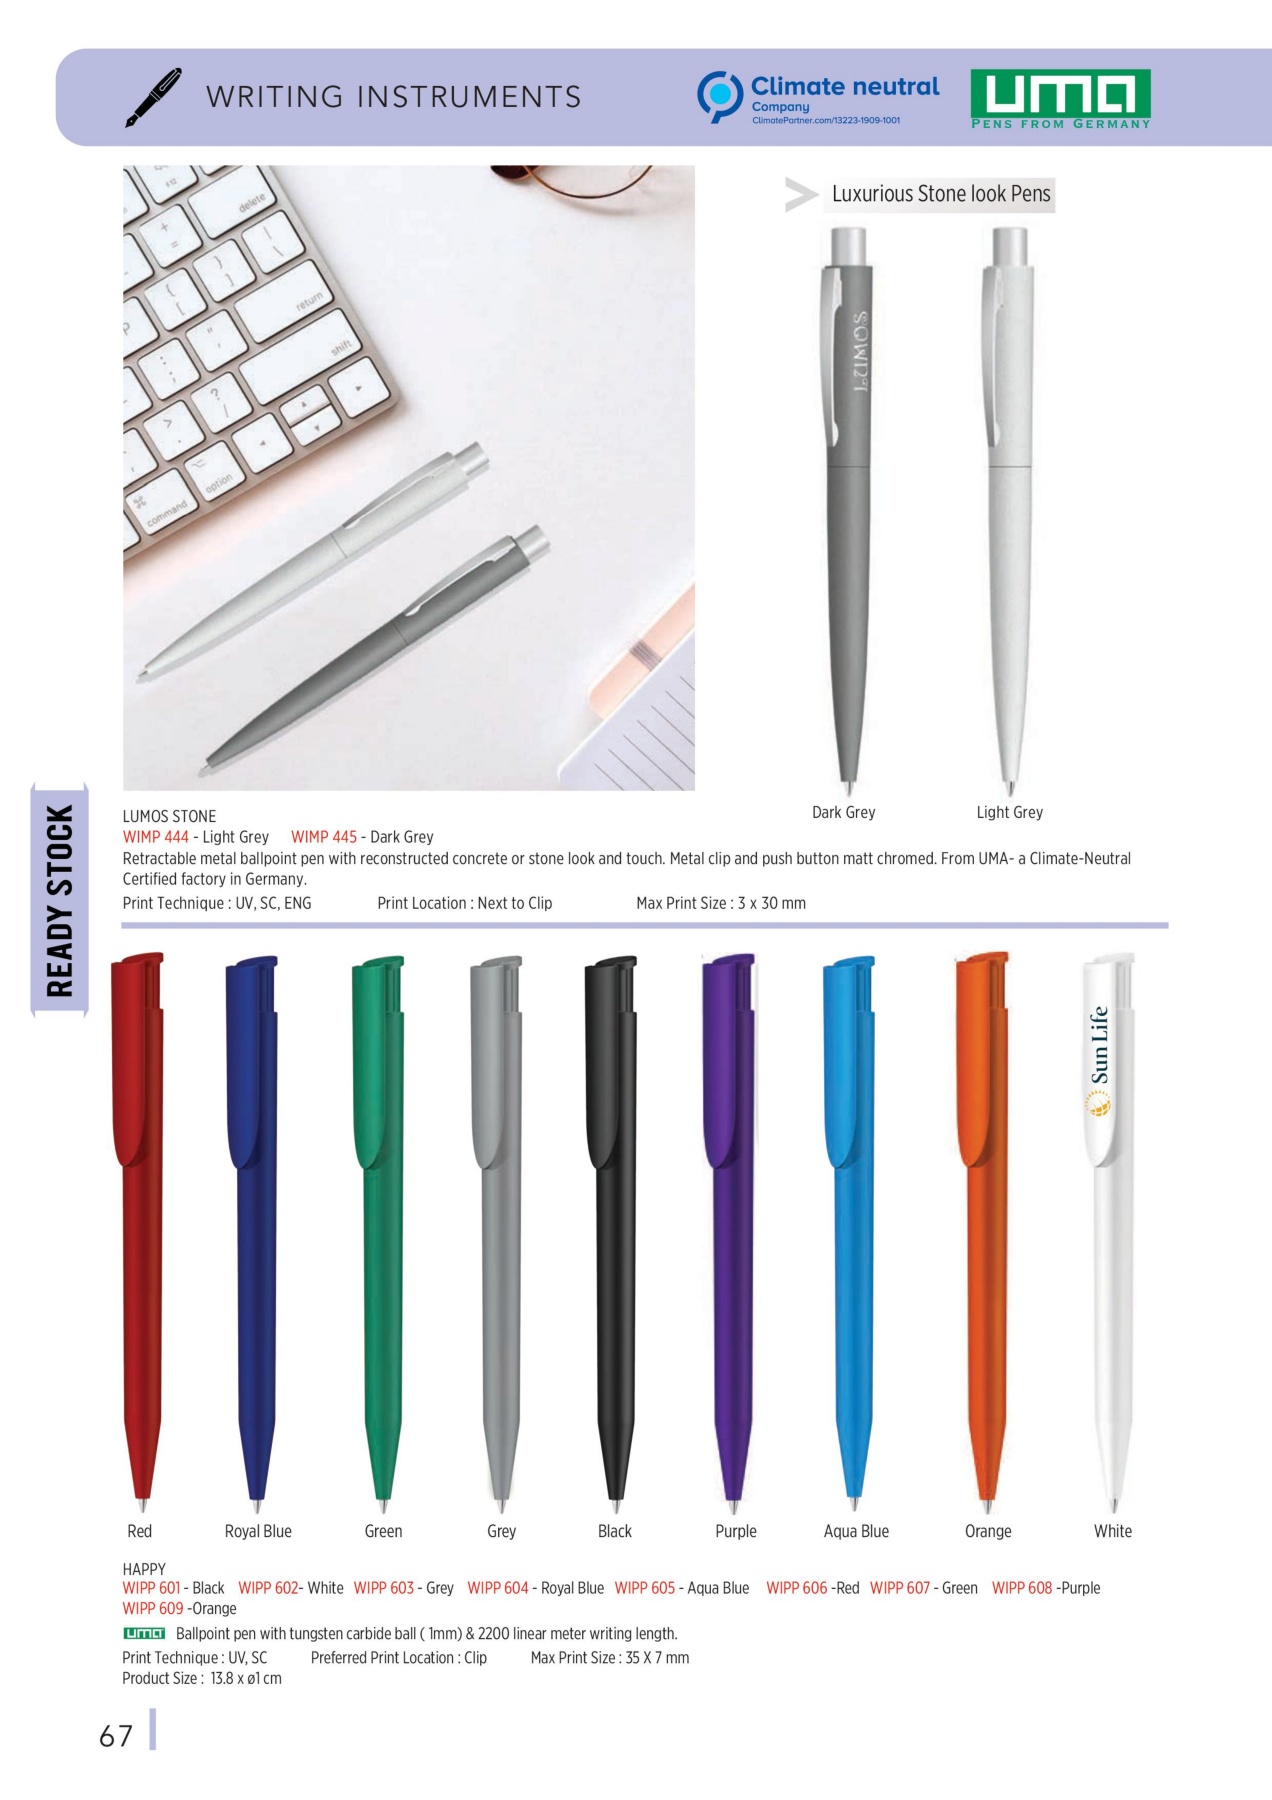 WRITING INSTRUMENTS
Climate neutral
Company
ClimatePartner.com/13223-1909-1001
uma
PENS FROM GERMANY
Luxurious Stone look Pens
F12
delete
+
=
return
shift
?
/
>
.
command
option
LUMOS
Dark Grey
Light Grey
READY STOCK
LUMOS STONE
WIMP 444 - Light Grey WIMP 445 - Dark Grey
Retractable metal ballpoint pen with reconstructed concrete or stone look and touch. Metal clip and push button matt chromed. From UMA- a Climate-Neutral
Certified factory in Germany.
Print Technique : UV, SC, ENG Print Location : Next to Clip Max Print Size : 3 x 30 mm
Sun Life
Red Royal Blue Green Grey Black Purple Aqua Blue Orange White
HAPPY
WIPP 601 - Black WIPP 602- White WIPP 603 - Grey WIPP 604 - Royal Blue WIPP 605 - Aqua Blue WIPP 606 -Red WIPP 607 - Green WIPP 608 -Purple
WIPP 609 -Orange
uma Ballpoint pen with tungsten carbide ball ( 1mm) & 2200 linear meter writing length.
Print Technique : UV, SC Preferred Print Location : Clip Max Print Size : 35 X 7 mm
Product Size : 13.8 x ø1 cm
67